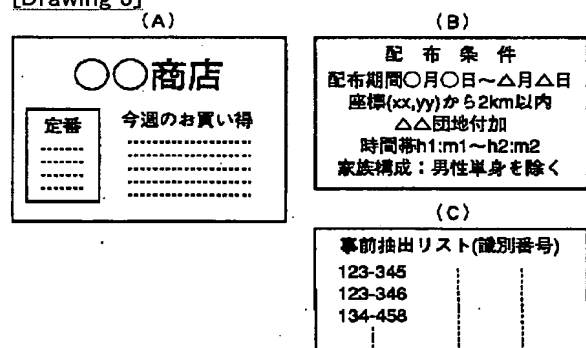 [Drawing 3]
(A)
○○商店
定番
今週のお買い得
(B)
配布条件
配布期間○月○日～△月△日
座標(xx,yy)から2km以内
△△団地付加
時間帯h1:m1～h2:m2
家族構成：男性単身を除く
(C)
事前抽出リスト(識別番号)
123-345
123-346
134-458